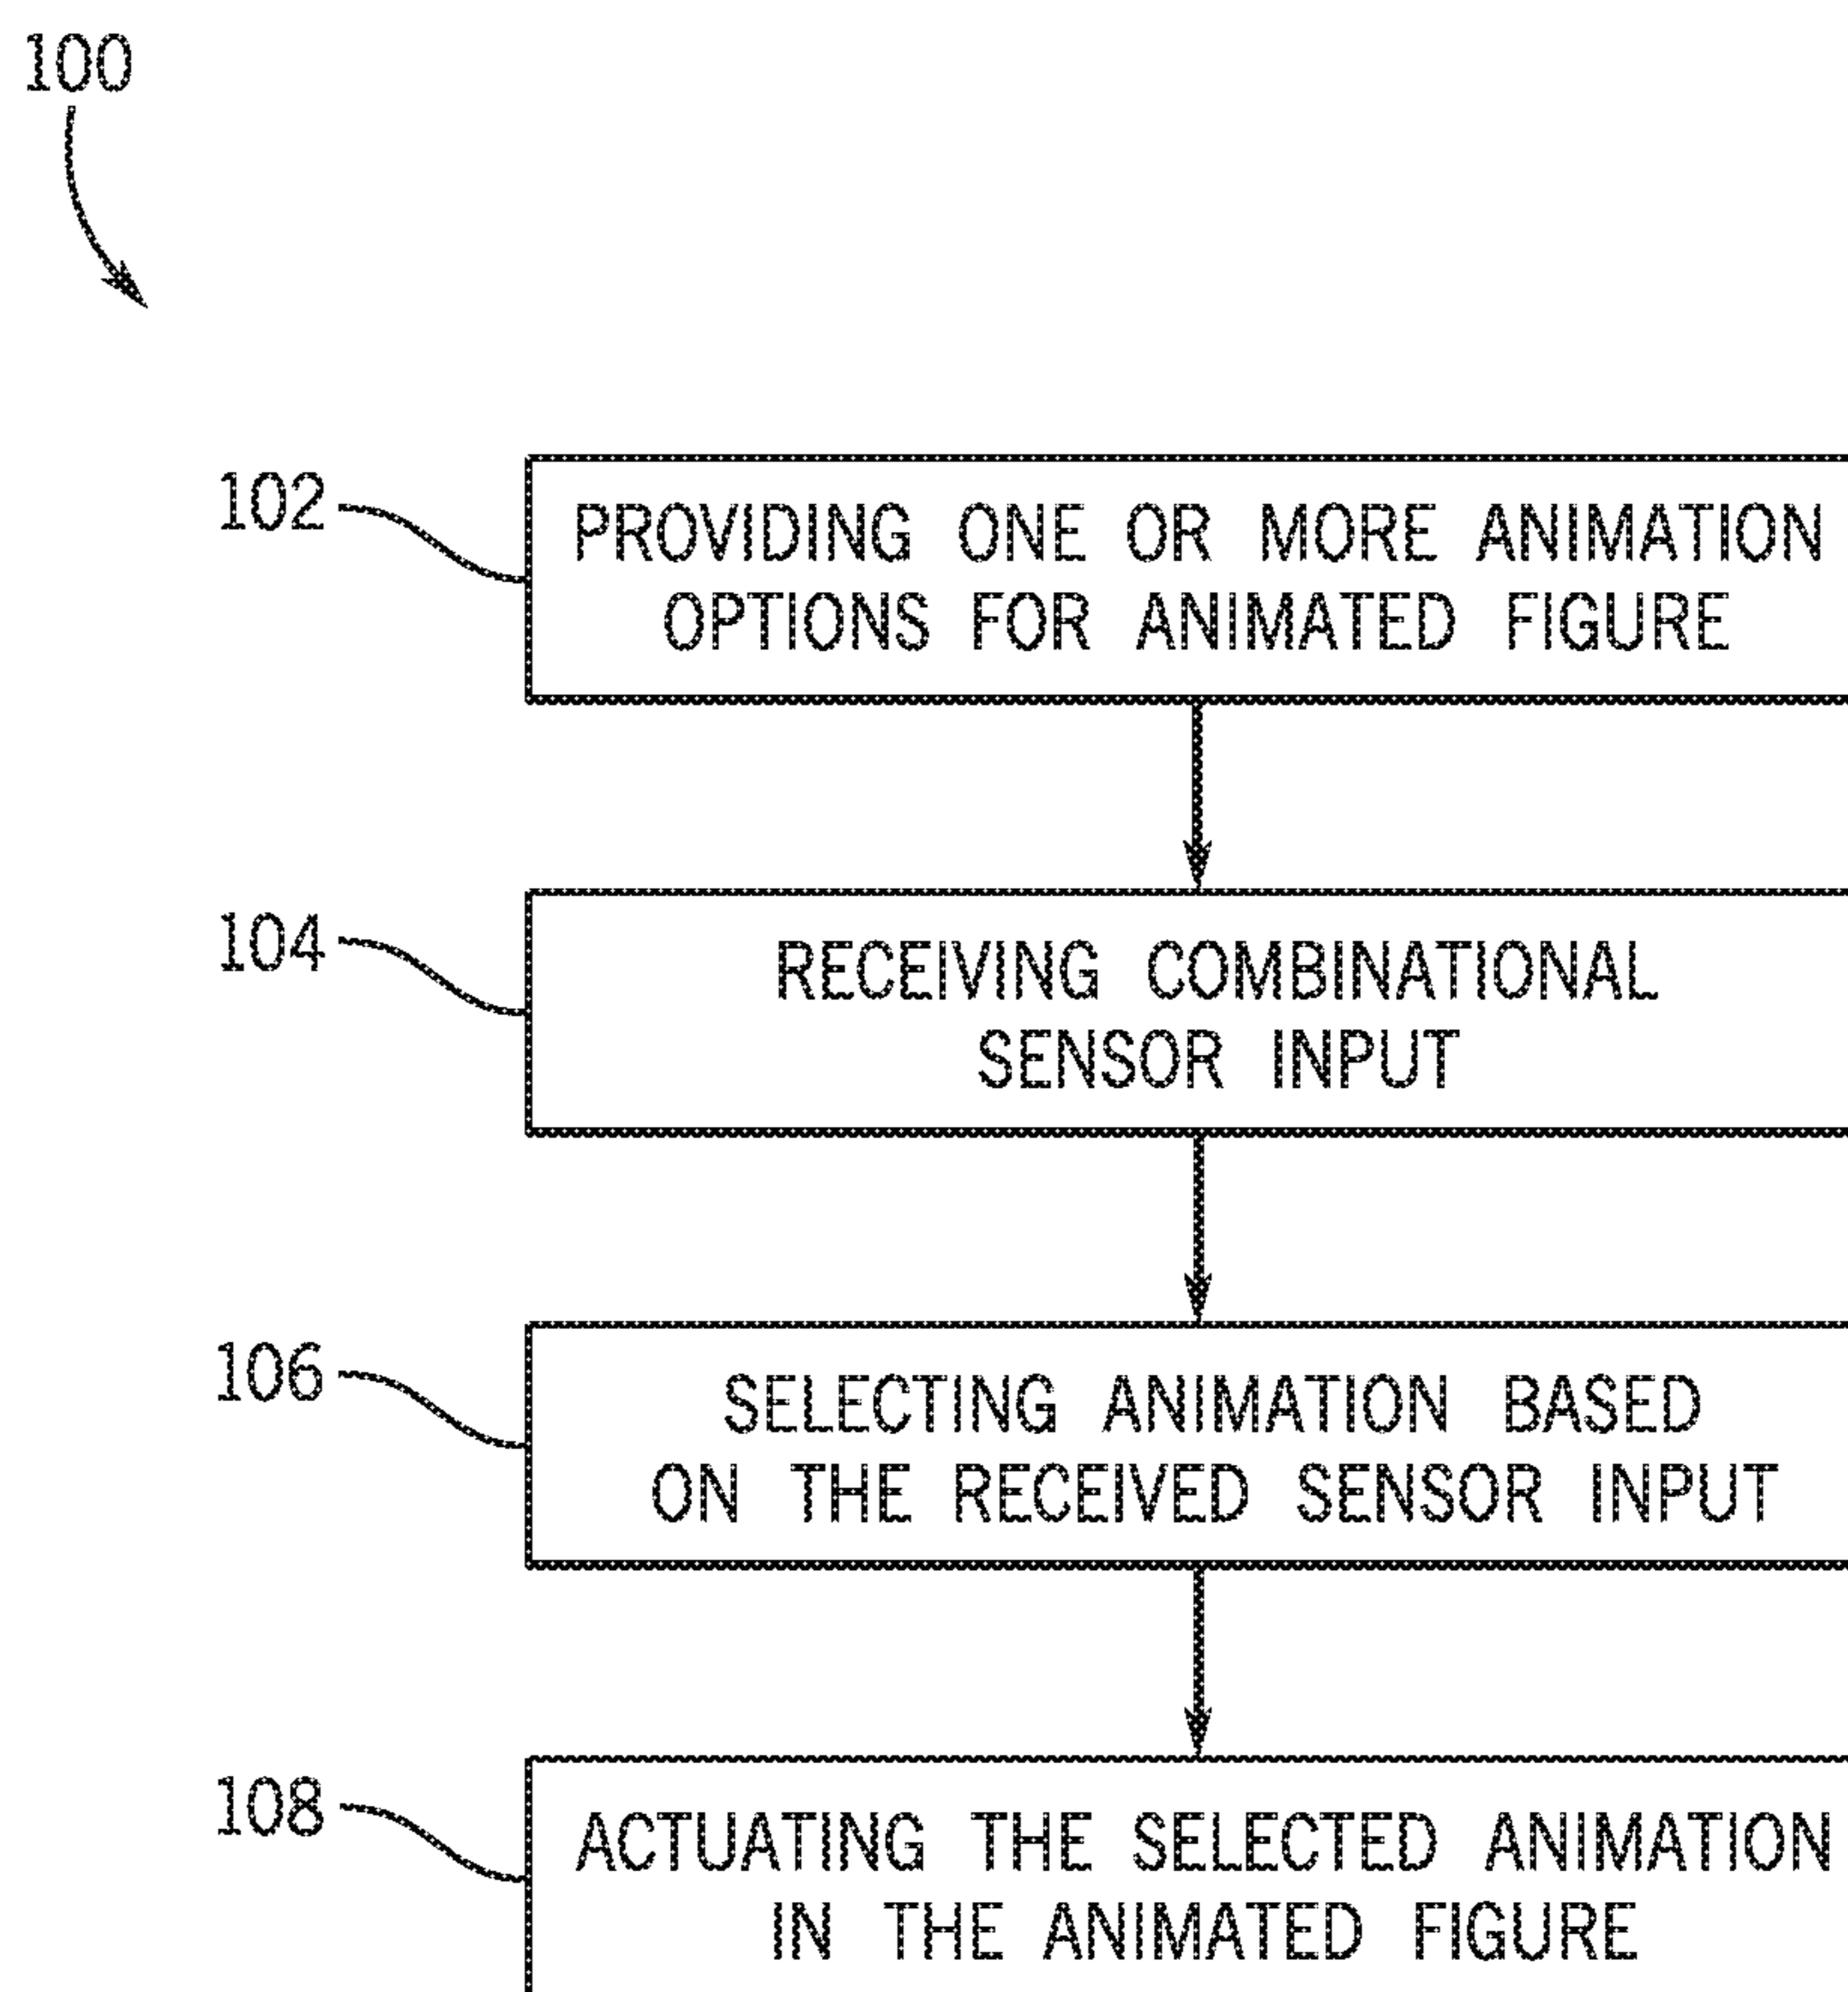 100
102
PROVIDING ONE OR MORE ANIMATION
OPTIONS FOR ANIMATED FIGURE
104
RECEIVING COMBINATIONAL
SENSOR INPUT
106
SELECTING ANIMATION BASED
ON THE RECEIVED SENSOR INPUT
108
ACTUATING THE SELECTED ANIMATION
IN THE ANIMATED FIGURE